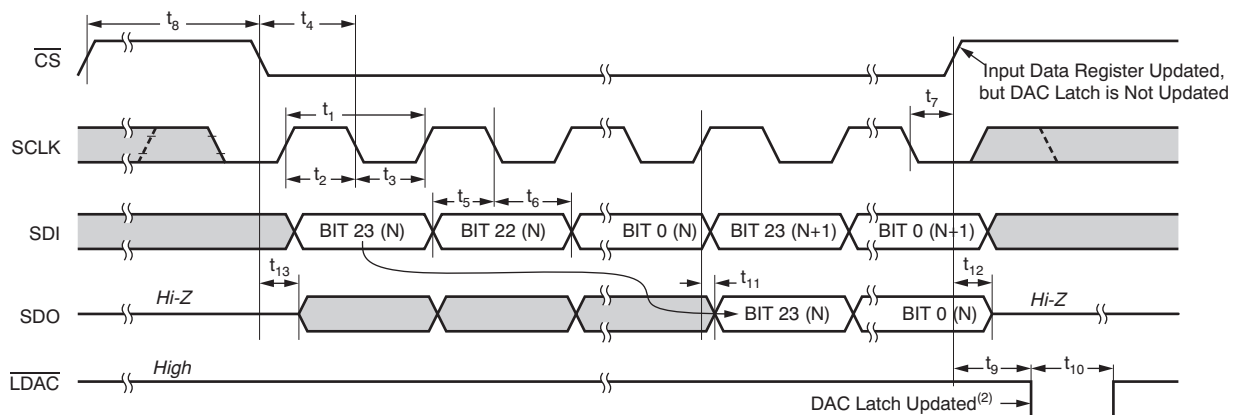 t8 t4
CS
Input Data Register Updated,
but DAC Latch is Not Updated
t7
t1
SCLK
t2 t3
t5 t6
SDI BIT 23 (N) BIT 22 (N) BIT 0 (N) BIT 23 (N+1) BIT 0 (N+1)
t13 t11 t12
Hi-Z Hi-Z
SDO BIT 23 (N) BIT 0 (N)
High
LDAC
t9 t10
DAC Latch Updated(2)